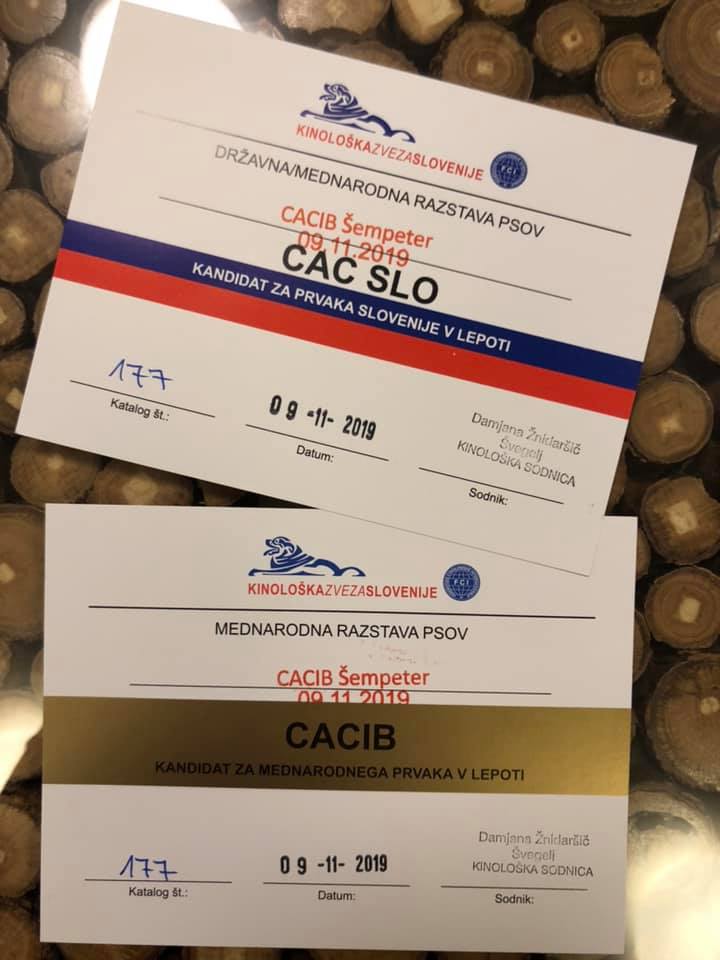 KINOLOŠKAZVEZASLOVENIJE
FCI
DRŽAVNA/MEDNARODNA RAZSTAVA PSOV
CACIB Šempeter
09.11.2019
CAC SLO
KANDIDAT ZA PRVAKA SLOVENIJE V LEPOTI
177
Katalog št.:
09 -11- 2019
Datum:
Damjana Žnidaršič
Švegelj
KINOLOŠKA SODNICA
Sodnik:
KINOLOŠKAZVEZASLOVENIJE
FCI
MEDNARODNA RAZSTAVA PSOV
CACIB Šempeter
09.11.2019
CACIB
KANDIDAT ZA MEDNARODNEGA PRVAKA V LEPOTI
177
Katalog št.:
09 -11- 2019
Datum:
Damjana Žnidaršič
Švegelj
KINOLOŠKA SODNICA
Sodnik: